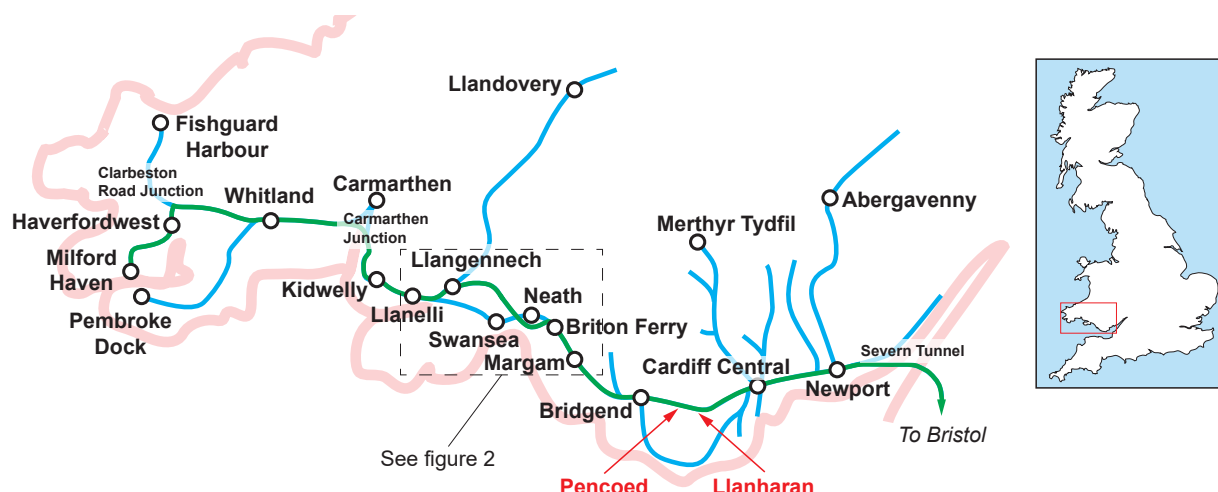 Llandovery
Fishguard
Harbour
Clarbeston
Road Junction
Whitland
Carmarthen
Abergavenny
Haverfordwest
Carmarthen
Junction
Merthyr Tydfil
Milford
Haven
Llangennech
Kidwelly
Neath
Llanelli
Pembroke
Dock
Swansea
Briton Ferry
Margam
Cardiff Central
Severn Tunnel
Newport
Bridgend
To Bristol
See figure 2
Pencoed
Llanharan